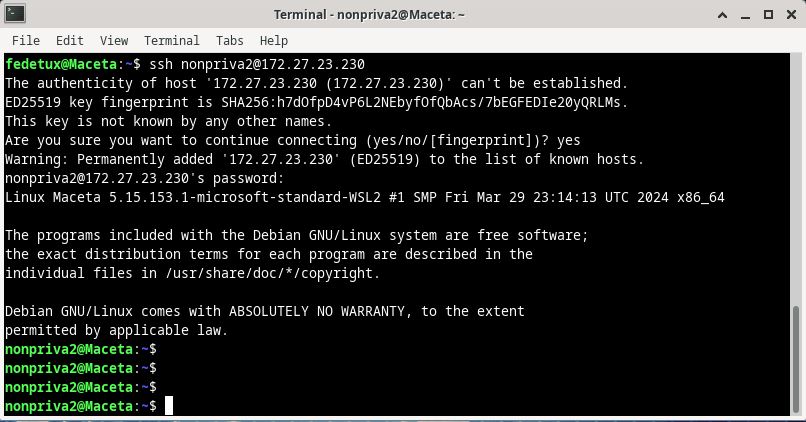 Terminal - nonpriva2@Maceta: ~
File Edit View Terminal Tabs Help
fedetux@Maceta:~$ ssh nonpriva2@172.27.23.230
The authenticity of host '172.27.23.230 (172.27.23.230)' can't be established.
ED25519 key fingerprint is SHA256:h7dOfpD4vP6L2NEbyfOfQbAcs/7bEGFEDIe20yQRLMs.
This key is not known by any other names.
Are you sure you want to continue connecting (yes/no/[fingerprint])? yes
Warning: Permanently added '172.27.23.230' (ED25519) to the list of known hosts.
nonpriva2@172.27.23.230's password:
Linux Maceta 5.15.153.1-microsoft-standard-WSL2 #1 SMP Fri Mar 29 23:14:13 UTC 2024 x86_64
The programs included with the Debian GNU/Linux system are free software;
the exact distribution terms for each program are described in the
individual files in /usr/share/doc/*/copyright.
Debian GNU/Linux comes with ABSOLUTELY NO WARRANTY, to the extent
permitted by applicable law.
nonpriva2@Maceta:~$
nonpriva2@Maceta:~$
nonpriva2@Maceta:~$
nonpriva2@Maceta:~$